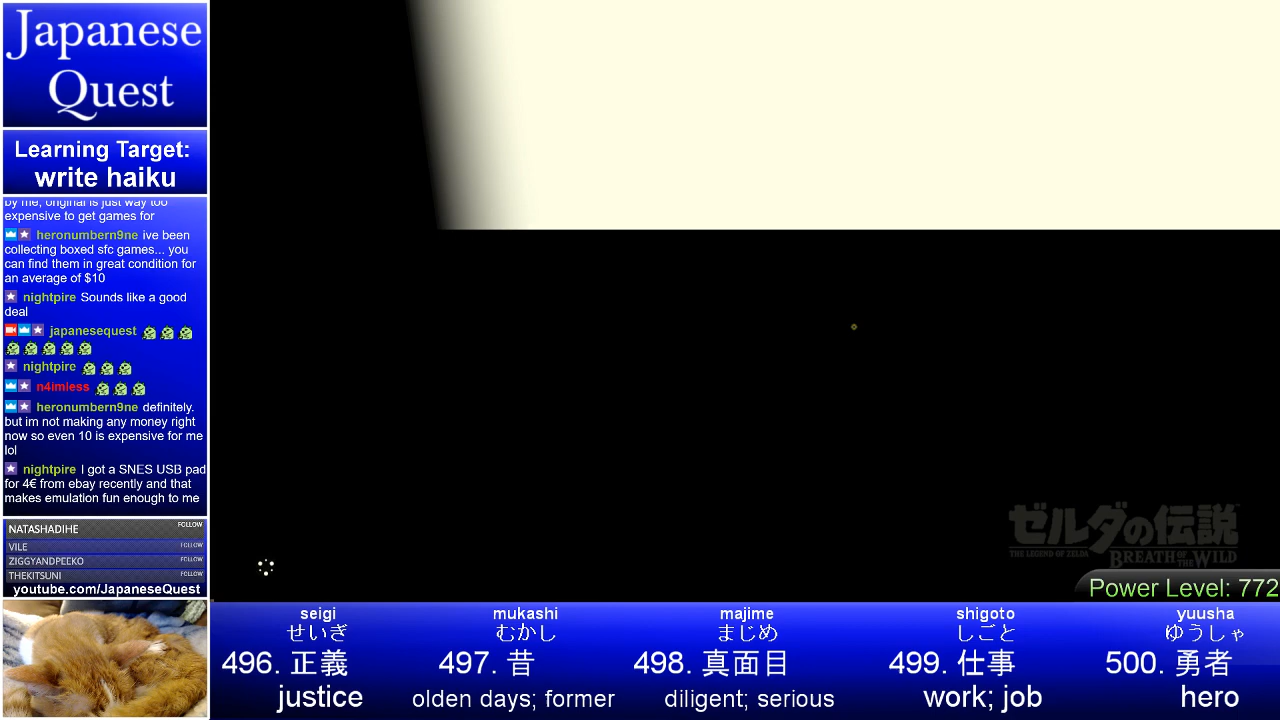 Japanese
Quest
Learning Target:
write haiku
by me, original is just way too
expensive to get games for
heronumbern9ne ive been
collecting boxed sfc games... you
can find them in great condition for
an average of $10
nightpire Sounds like a good
deal
japanesequest
nightpire
n4imless
heronumbern9ne definitely.
but im not making any money right
now so even 10 is expensive for me
lol
nightpire I got a SNES USB pad
for 4€ from ebay recently and that
makes emulation fun enough to me
NATASHADIHE FOLLOW
VILE FOLLOW
ZIGGYANDPEEKO FOLLOW
THEKITSUNI FOLLOW
youtube.com/JapaneseQuest
ゼルダの伝説
THE LEGEND OF ZELDA
BREATH OF THE WILD
Power Level: 772
seigi mukashi majime shigoto yuusha
せいぎ むかし まじめ しごと ゆうしゃ
496. 正義 497. 昔 498. 真面目 499. 仕事 500. 勇者
justice olden days; former diligent; serious work; job hero